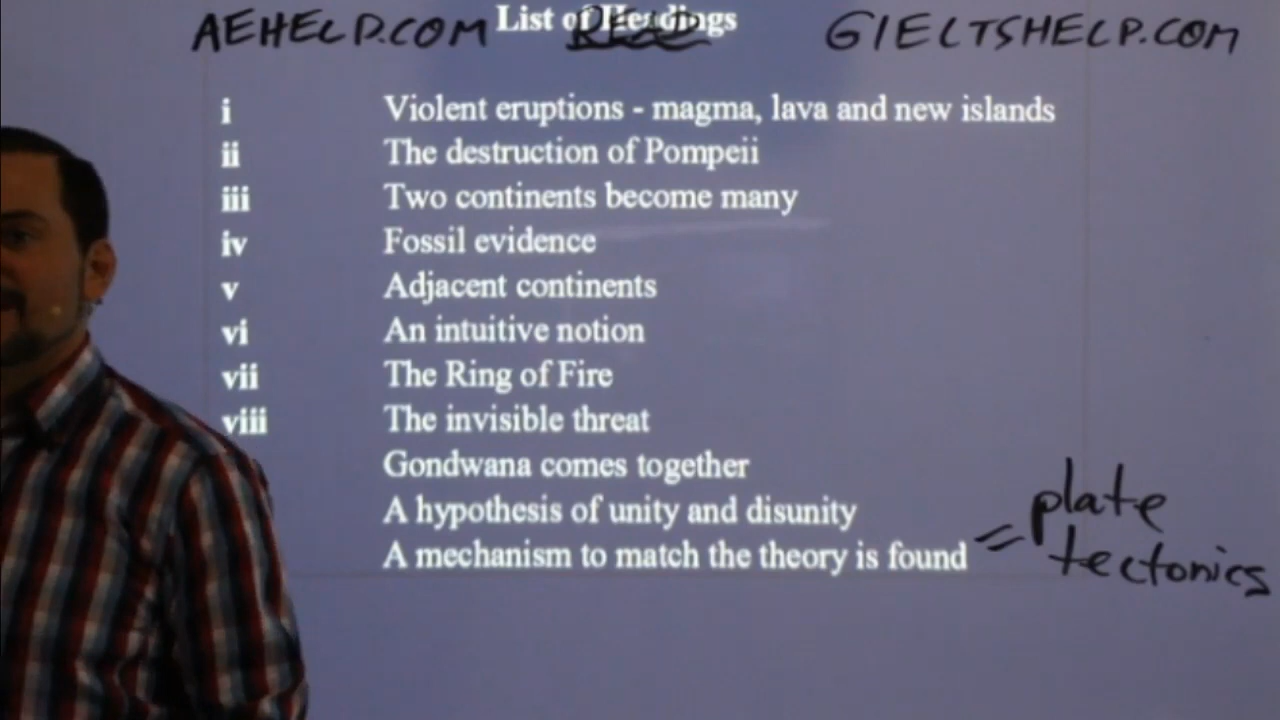 AEHELP.COM List of Headings GIELTSHELP.COM
READ
i Violent eruptions - magma, lava and new islands
ii The destruction of Pompeii
iii Two continents become many
iv Fossil evidence
v Adjacent continents
vi An intuitive notion
vii The Ring of Fire
viii The invisible threat
Gondwana comes together
A hypothesis of unity and disunity
A mechanism to match the theory is found = plate
tectonics